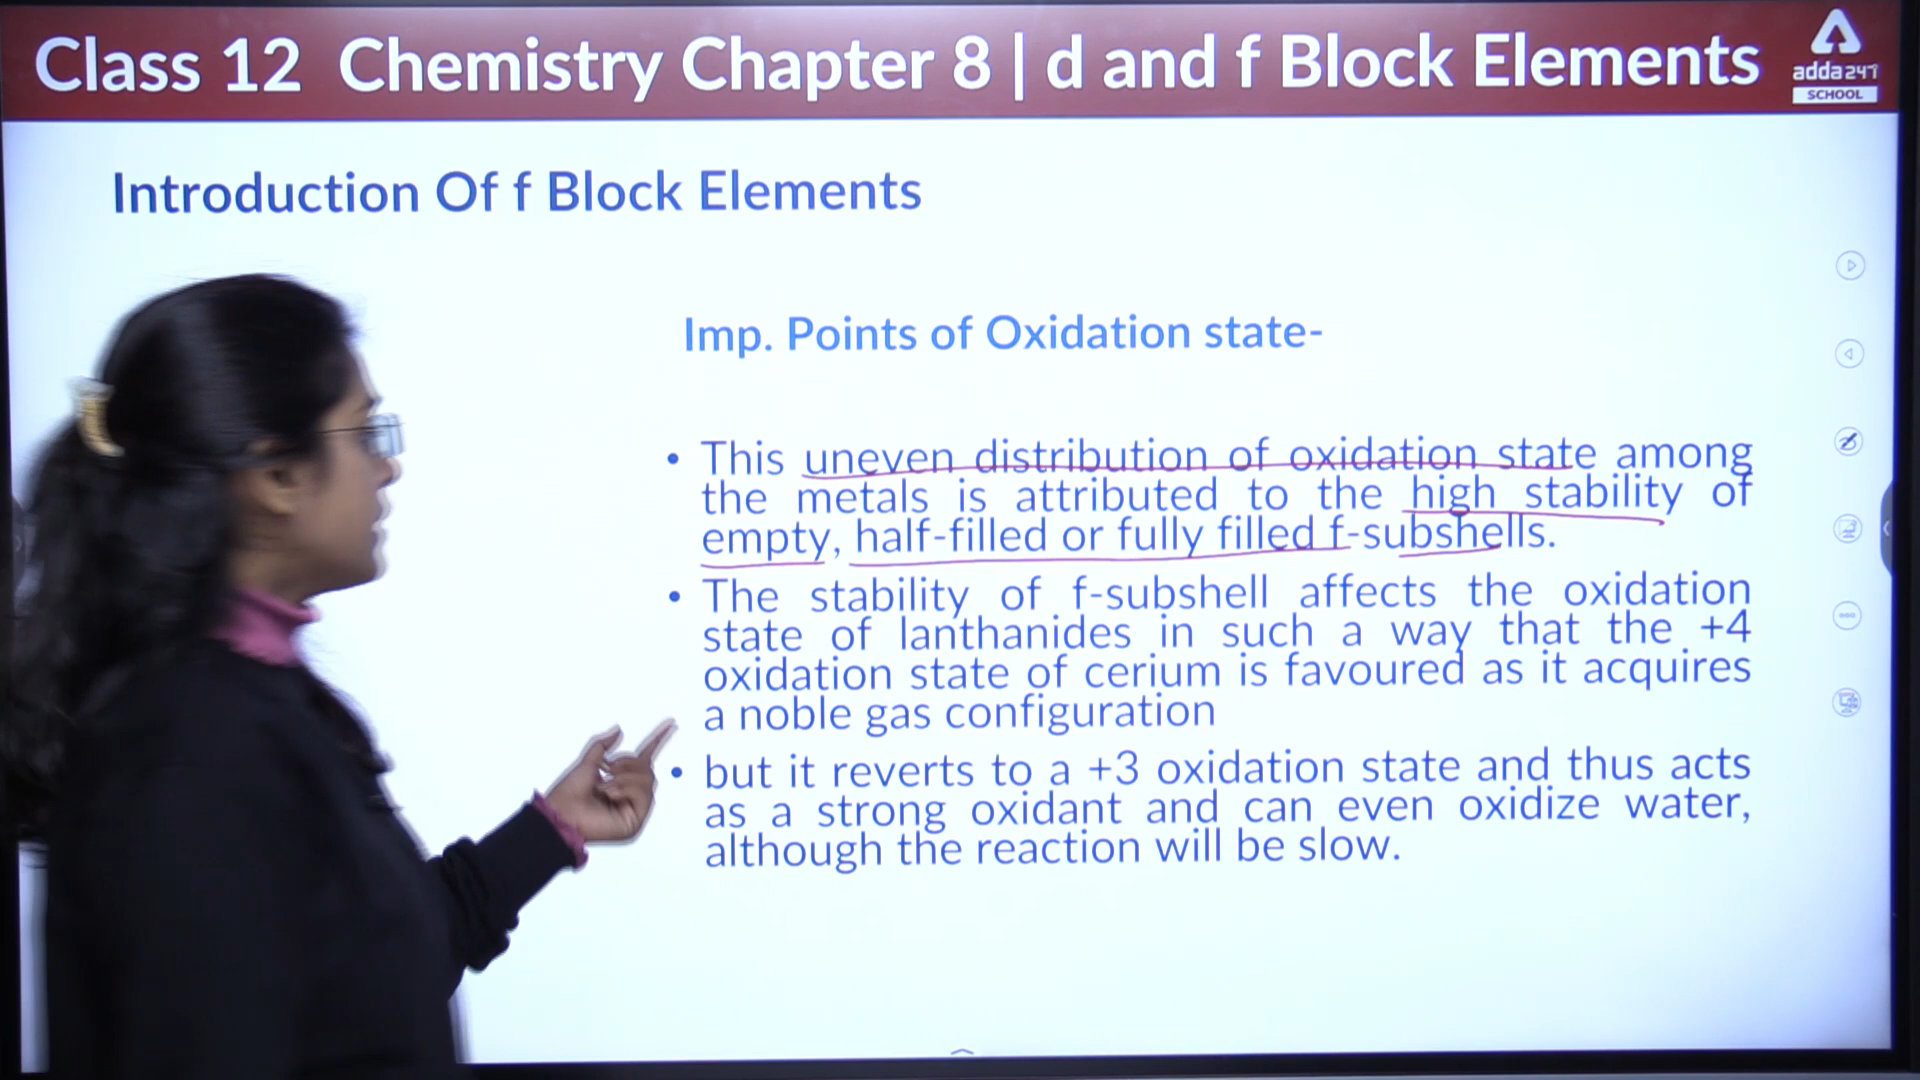 Class 12 Chemistry Chapter 8 | d and f Block Elements
adda247
SCHOOL
Introduction Of f Block Elements
Imp. Points of Oxidation state-
• This uneven distribution of oxidation state among
the metals is attributed to the high stability of
empty, half-filled or fully filled f-subshells.
• The stability of f-subshell affects the oxidation
state of lanthanides in such a way that the +4
oxidation state of cerium is favoured as it acquires
a noble gas configuration
• but it reverts to a +3 oxidation state and thus acts
as a strong oxidant and can even oxidize water,
although the reaction will be slow.